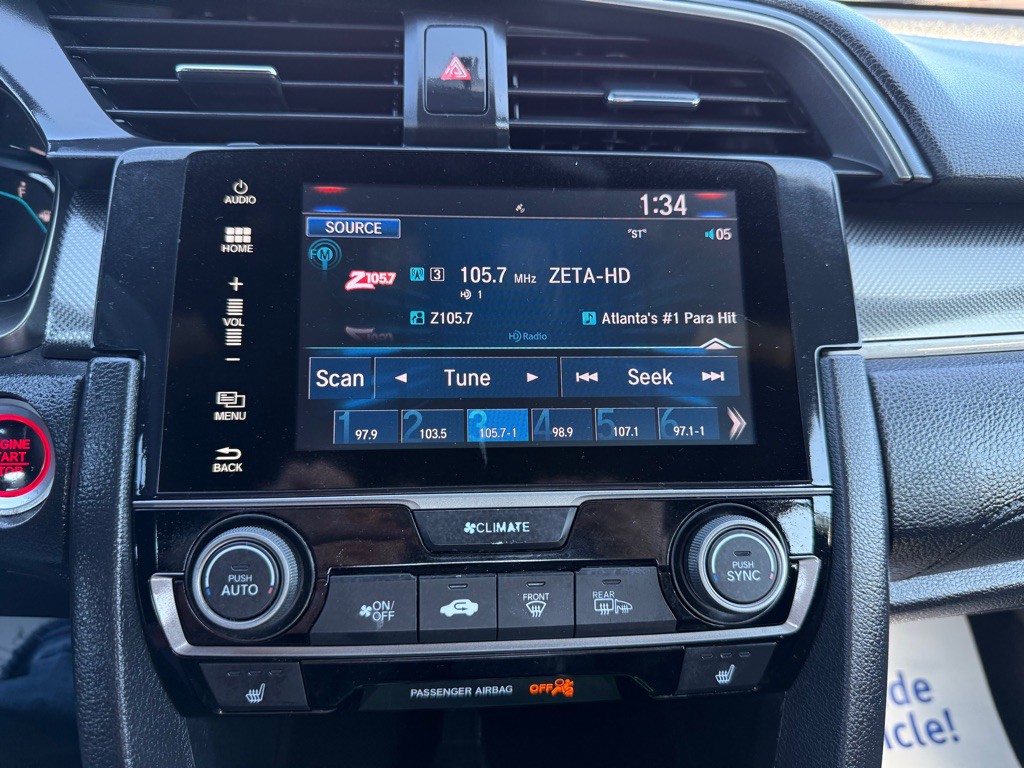 AUDIO
1:34
SOURCE
"ST"
05
HOME
FM
Z105.7
3
105.7 MHz ZETA-HD
HD 1
VOL
Z105.7
Atlanta's #1 Para Hit
HD Radio
Scan
Tune
Seek
MENU
1 97.9
2 103.5
3 105.7-1
4 98.9
5 107.1
6 97.1-1
BACK
START
CLIMATE
PUSH
AUTO
PUSH
SYNC
ON/
OFF
FRONT
REAR
PASSENGER AIRBAG OFF